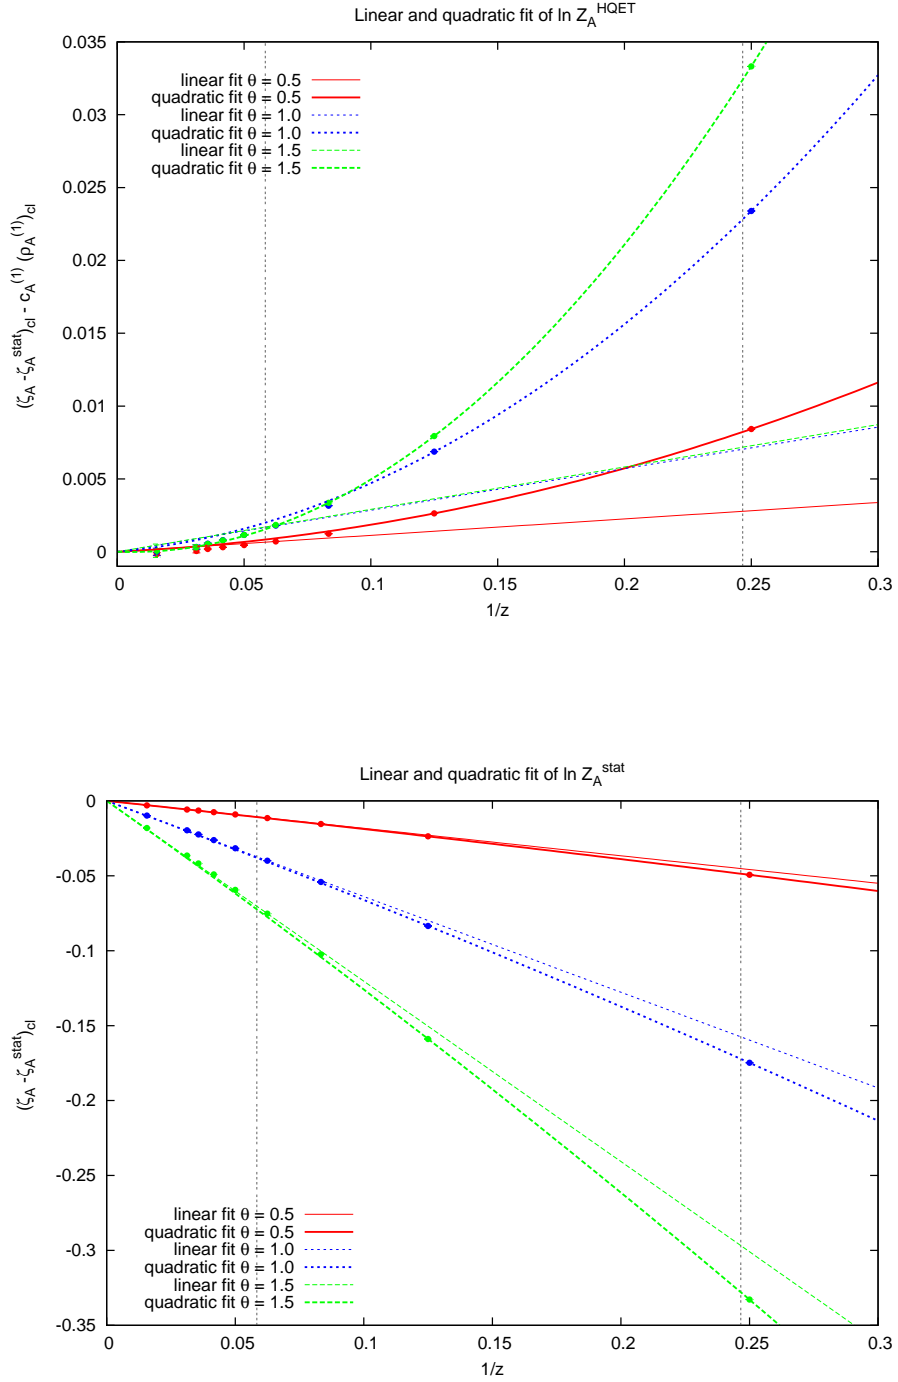 Linear and quadratic fit of ln Z_A^HQET
0.035
0.03
0.025
0.02
0.015
0.01
0.005
0
(ζ_A -ζ_A^stat)_cl - c_A^(1) (ρ_A^(1))_cl
linear fit θ = 0.5
quadratic fit θ = 0.5
linear fit θ = 1.0
quadratic fit θ = 1.0
linear fit θ = 1.5
quadratic fit θ = 1.5
0 0.05 0.1 0.15 0.2 0.25 0.3
1/z
Linear and quadratic fit of ln Z_A^stat
0
-0.05
-0.1
-0.15
-0.2
-0.25
-0.3
-0.35
(ζ_A -ζ_A^stat)_cl
linear fit θ = 0.5
quadratic fit θ = 0.5
linear fit θ = 1.0
quadratic fit θ = 1.0
linear fit θ = 1.5
quadratic fit θ = 1.5
0 0.05 0.1 0.15 0.2 0.25 0.3
1/z